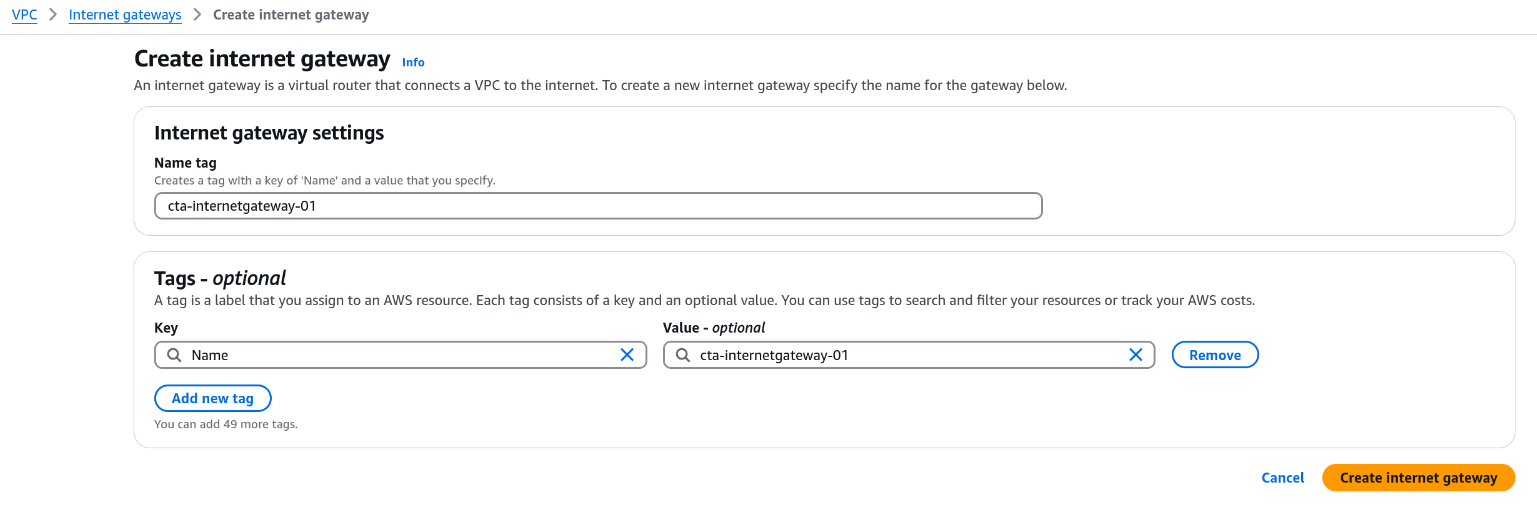 VPC > Internet gateways > Create internet gateway
Create internet gateway Info
An internet gateway is a virtual router that connects a VPC to the internet. To create a new internet gateway specify the name for the gateway below.
Internet gateway settings
Name tag
Creates a tag with a key of 'Name' and a value that you specify.
cta-internetgateway-01
Tags - optional
A tag is a label that you assign to an AWS resource. Each tag consists of a key and an optional value. You can use tags to search and filter your resources or track your AWS costs.
Key Value - optional
Name cta-internetgateway-01 Remove
Add new tag
You can add 49 more tags.
Cancel Create internet gateway